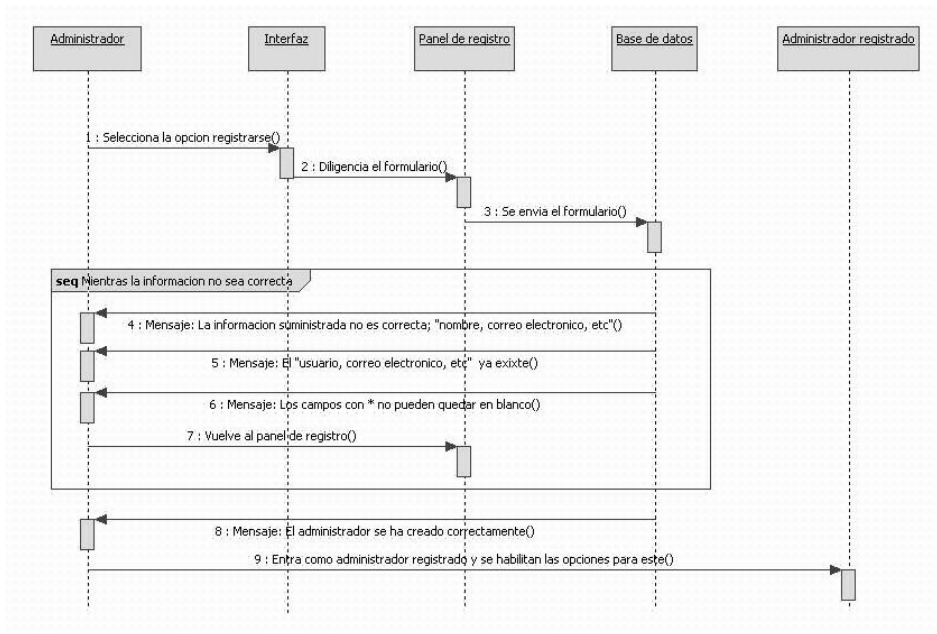 Administrador
Interfaz
Panel de registro
Base de datos
Administrador registrado
1 : Selecciona la opcion registrarse()
2 : Diligencia el formulario()
3 : Se envia el formulario()
seq Mientras la informacion no sea correcta
4 : Mensaje: La informacion suministrada no es correcta; "nombre, correo electronico, etc"()
5 : Mensaje: El "usuario, correo electronico, etc" ya exixte()
6 : Mensaje: Los campos con * no pueden quedar en blanco()
7 : Vuelve al panel de registro()
8 : Mensaje: El administrador se ha creado correctamente()
9 : Entra como administrador registrado y se habilitan las opciones para este()